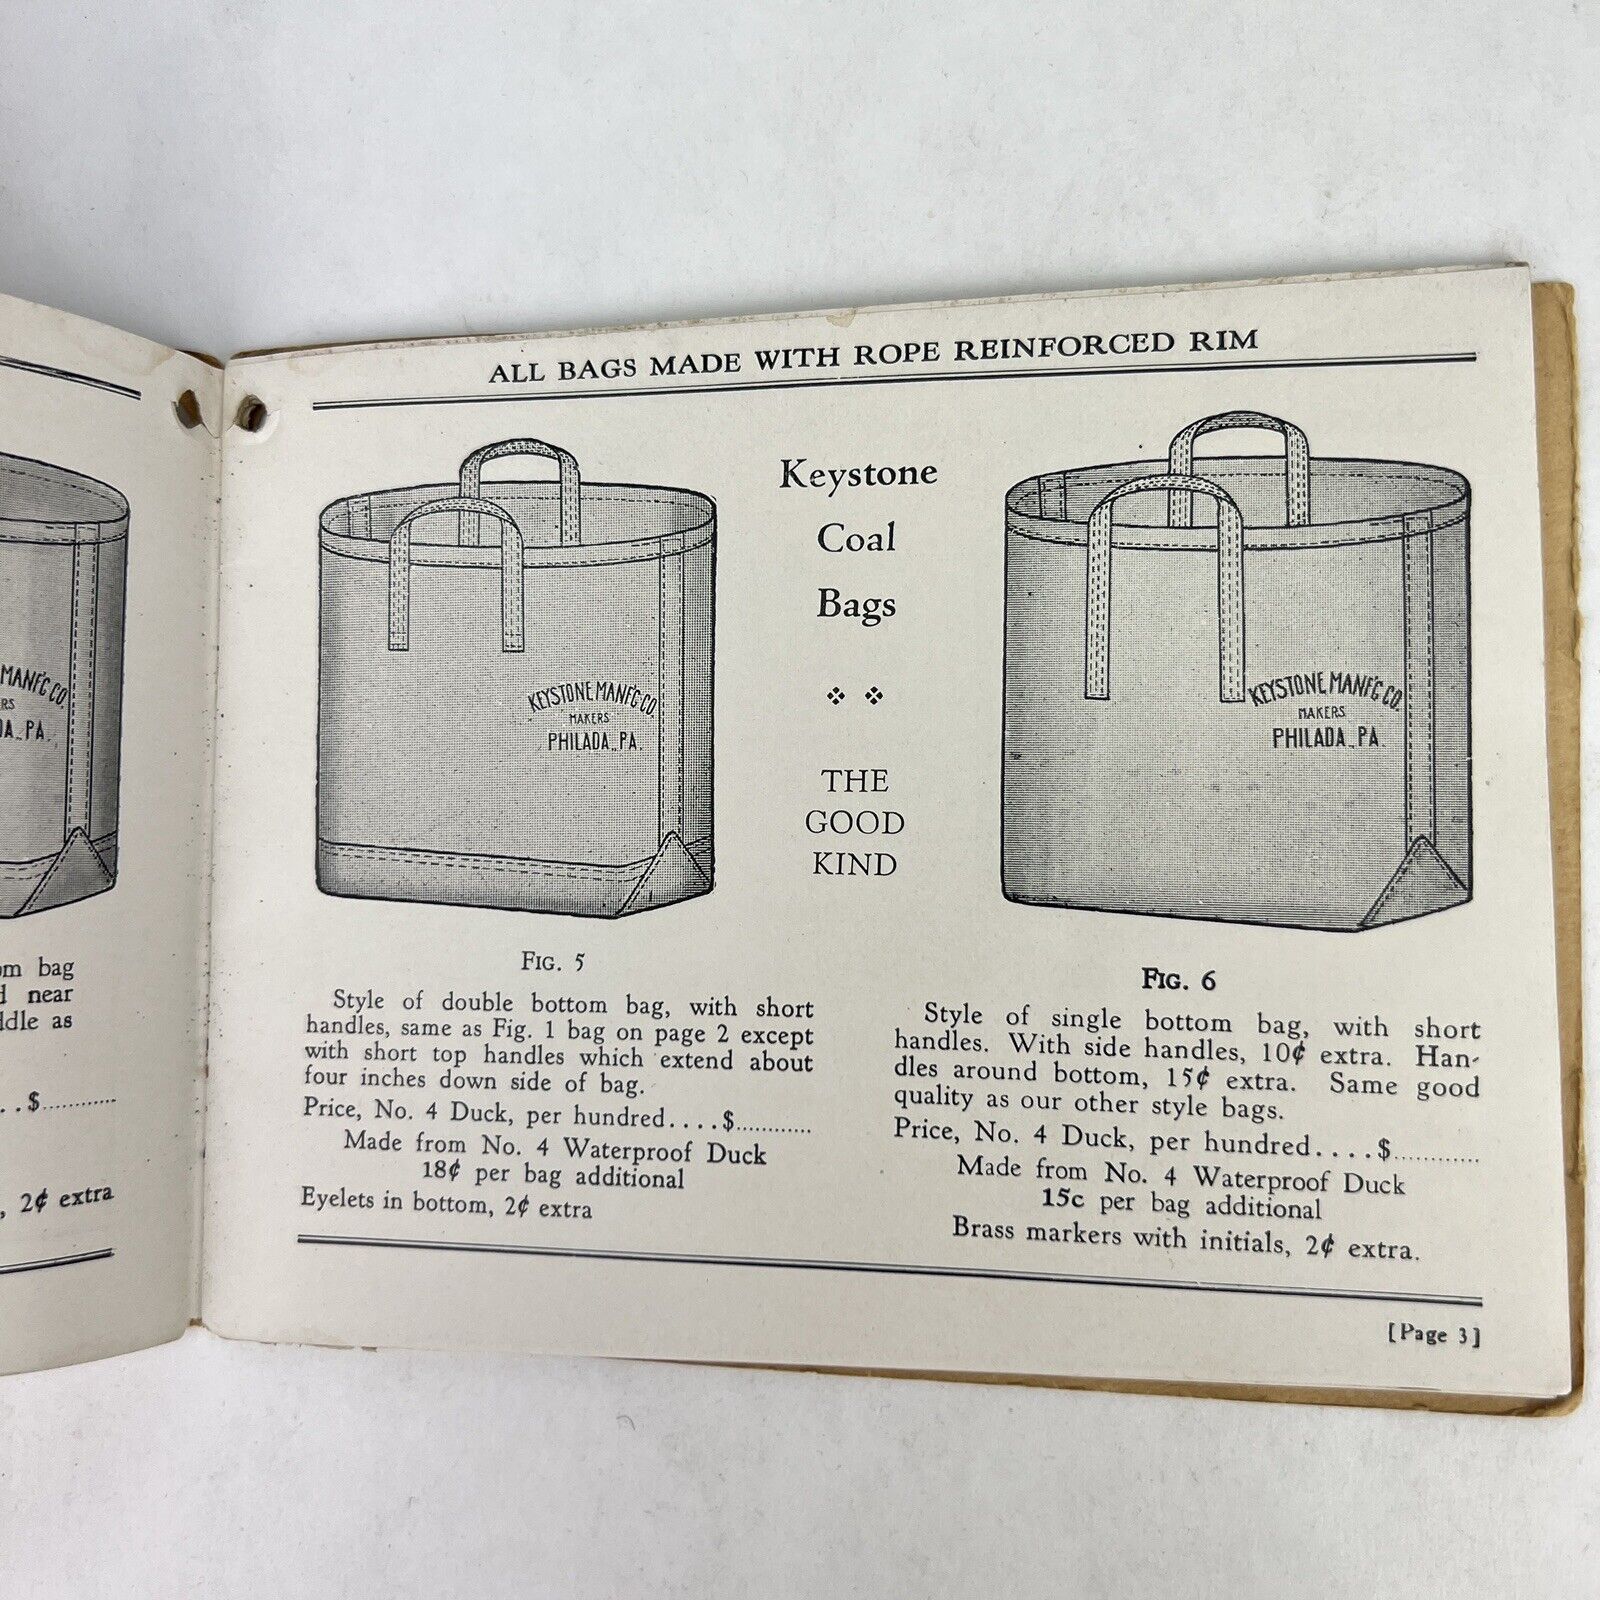 MANF'G CO.
PA.
bag
near
as
..$............
, 2¢ extra
ALL BAGS MADE WITH ROPE REINFORCED RIM
KEYSTONE MANF'G CO.
MAKERS
PHILADA., PA.
Keystone
Coal
Bags
THE
GOOD
KIND
KEYSTONE MANF'G CO.
MAKERS
PHILADA., PA.
FIG. 5
Style of double bottom bag, with short
handles, same as Fig. 1 bag on page 2 except
with short top handles which extend about
four inches down side of bag.
Price, No. 4 Duck, per hundred....$............
Made from No. 4 Waterproof Duck
18¢ per bag additional
Eyelets in bottom, 2¢ extra
FIG. 6
Style of single bottom bag, with short
handles. With side handles, 10¢ extra. Han-
dles around bottom, 15¢ extra. Same good
quality as our other style bags.
Price, No. 4 Duck, per hundred....$.............
Made from No. 4 Waterproof Duck
15c per bag additional
Brass markers with initials, 2¢ extra.
[Page 3]